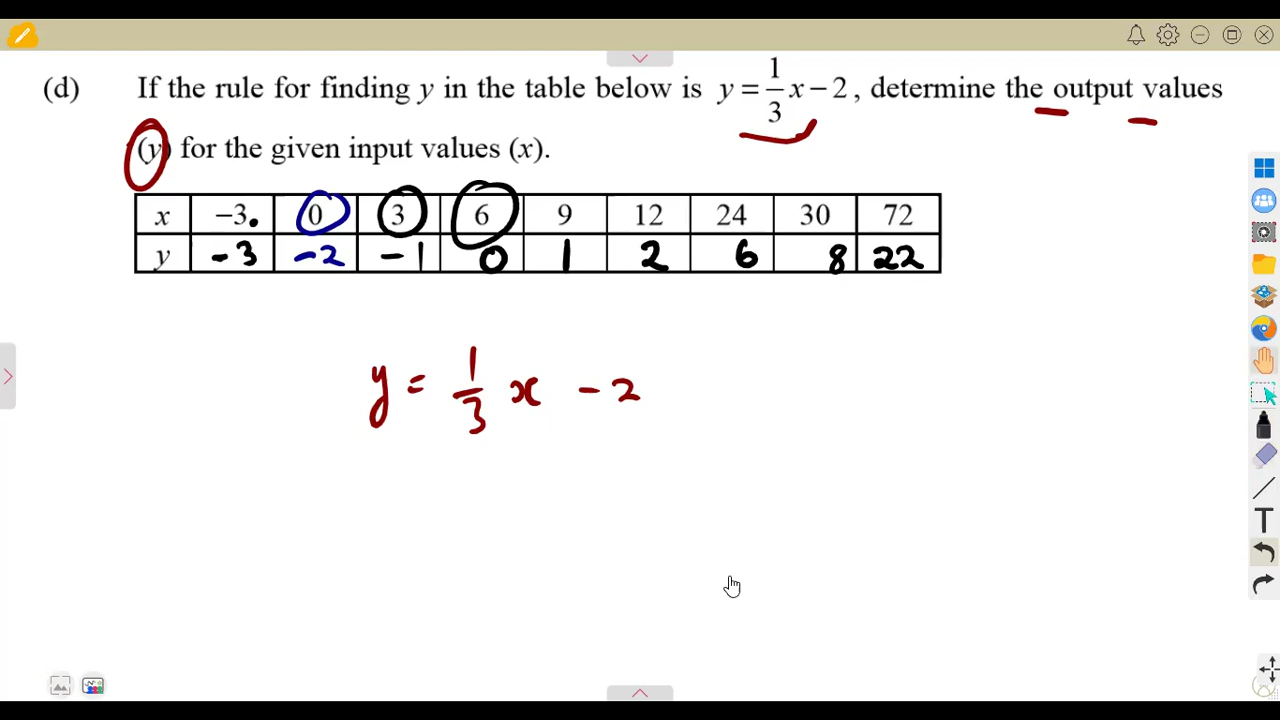 (d) If the rule for finding y in the table below is y = 1/3 x − 2, determine the output values
(y) for the given input values (x).
x −3 0 3 6 9 12 24 30 72
y -3 -2 -1 0 1 2 6 8 22
y = 1/3 x - 2
T